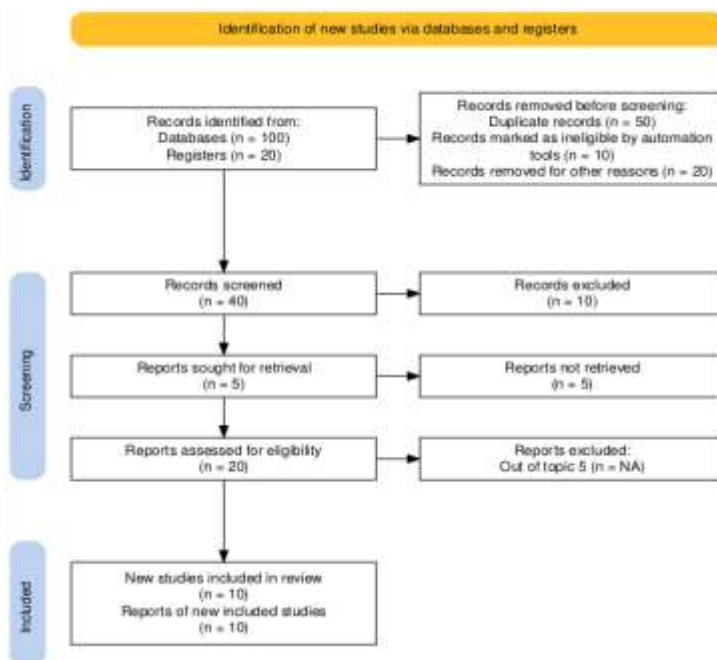 Identification of new studies via databases and registers
Identification
Records identified from:
Databases (n = 100)
Registers (n = 20)
Records removed before screening:
Duplicate records (n = 50)
Records marked as ineligible by automation
tools (n = 10)
Records removed for other reasons (n = 20)
Screening
Records screened
(n = 40)
Records excluded
(n = 10)
Reports sought for retrieval
(n = 5)
Reports not retrieved
(n = 5)
Reports assessed for eligibility
(n = 20)
Reports excluded:
Out of topic 5 (n = NA)
Included
New studies included in review
(n = 10)
Reports of new included studies
(n = 10)